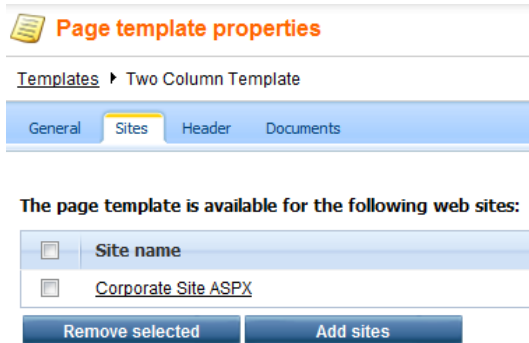 Page template properties
Templates Two Column Template
General Sites Header Documents
The page template is available for the following web sites:
Site name
Corporate Site ASPX
Remove selected Add sites